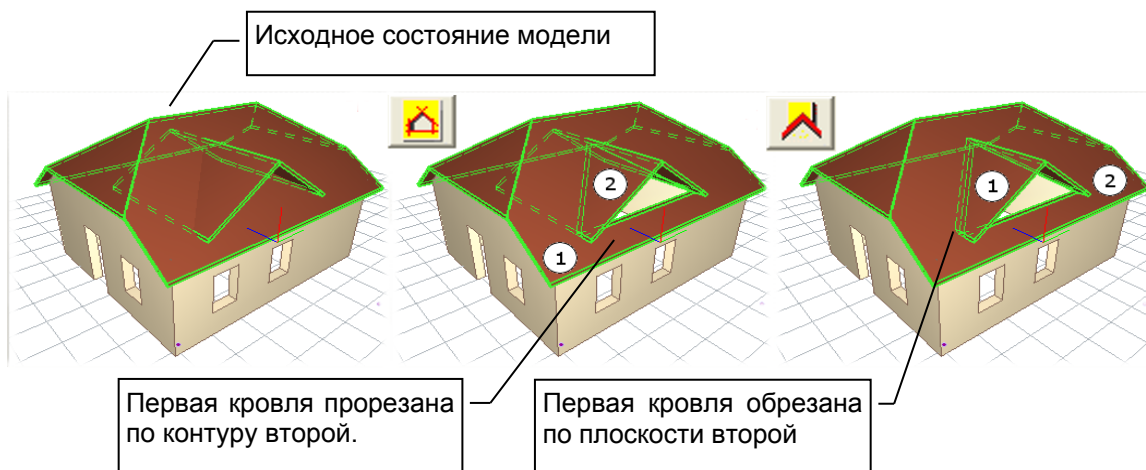 Исходное состояние модели
2
1
1
2
Первая кровля прорезана
по контуру второй.
Первая кровля обрезана
по плоскости второй